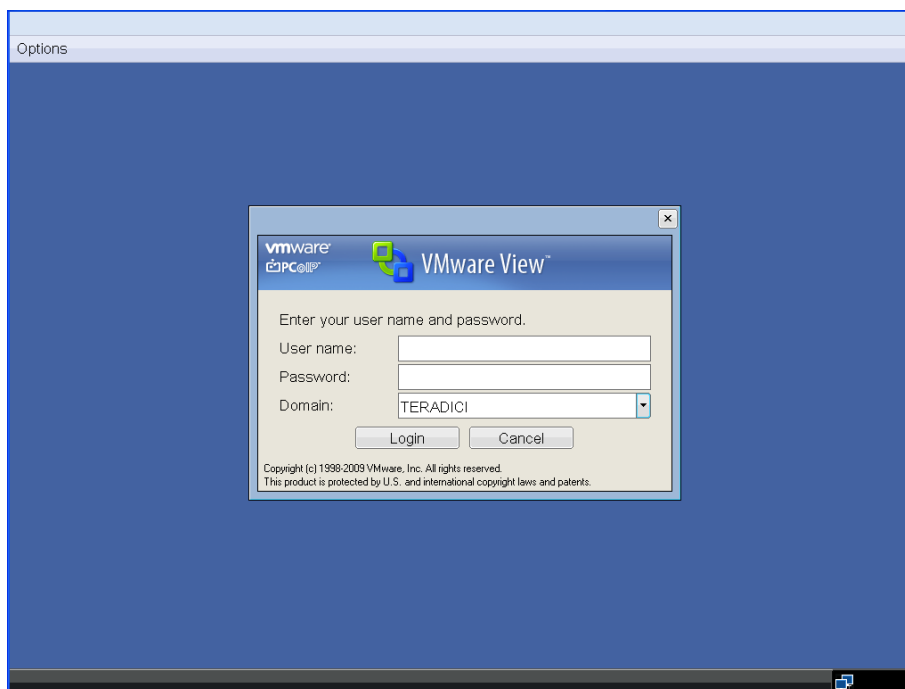 Options
vmware
PCoIP
VMware View™
Enter your user name and password.
User name:
Password:
Domain:
TERADICI
Login
Cancel
Copyright (c) 1998-2009 VMware, Inc. All rights reserved.
This product is protected by U.S. and international copyright laws and patents.